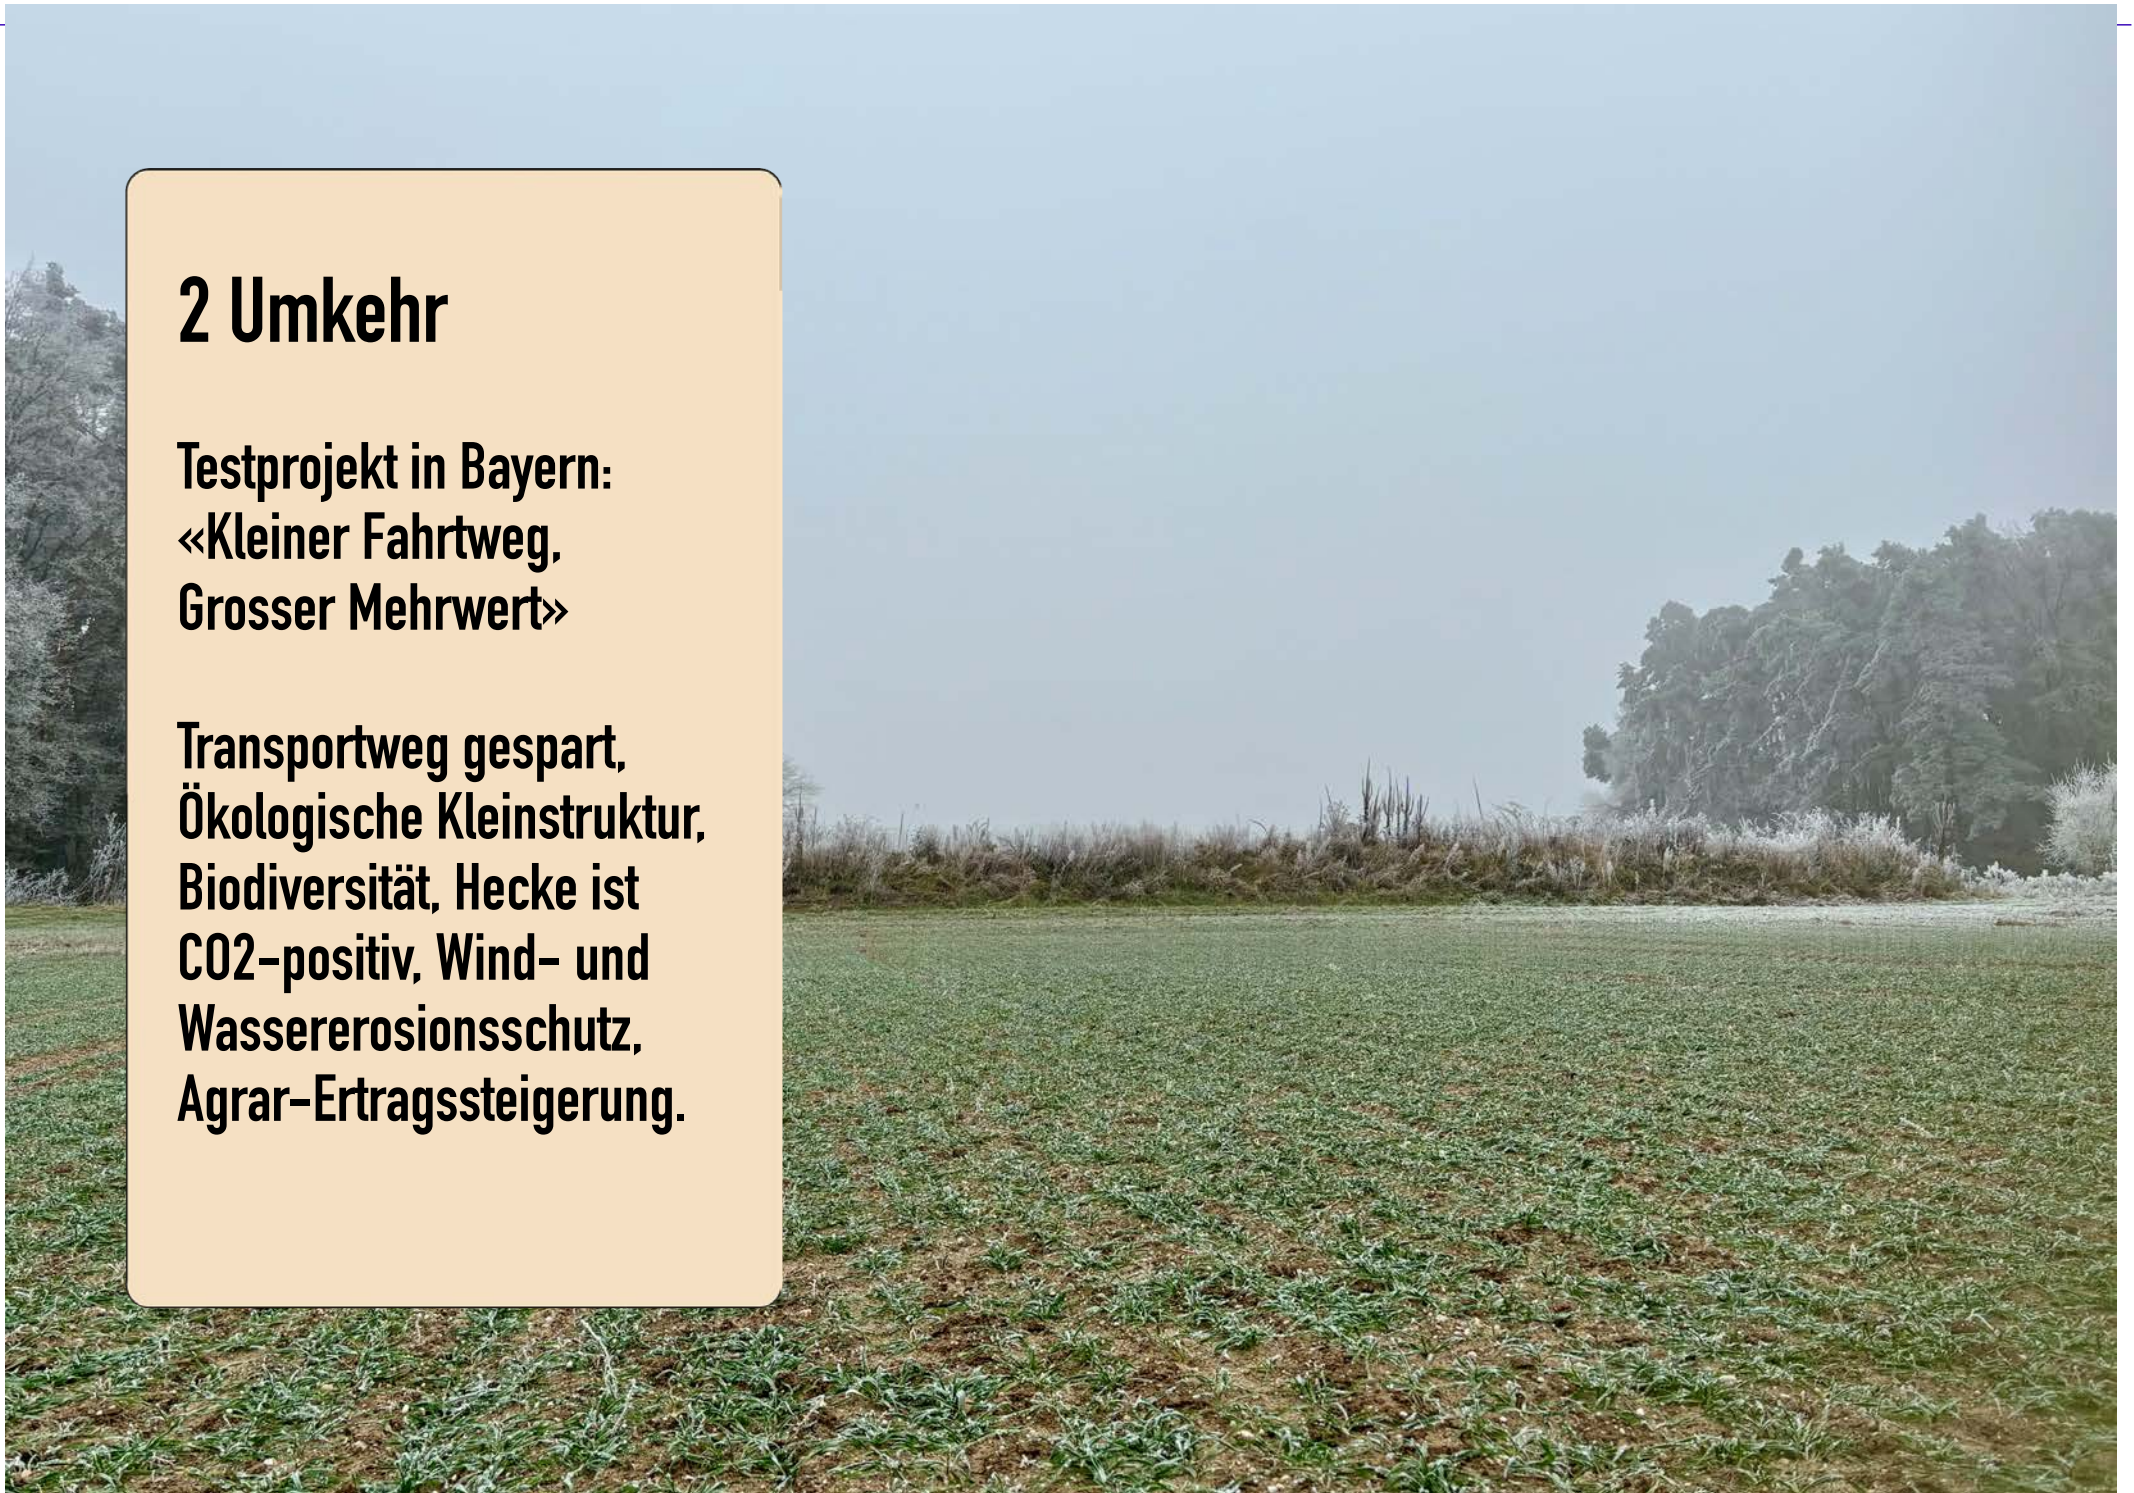 2 Umkehr
Testprojekt in Bayern:
«Kleiner Fahrtweg,
Grosser Mehrwert»
Transportweg gespart,
Ökologische Kleinstruktur,
Biodiversität, Hecke ist
CO2-positiv, Wind- und
Wassererosionsschutz,
Agrar-Ertragssteigerung.